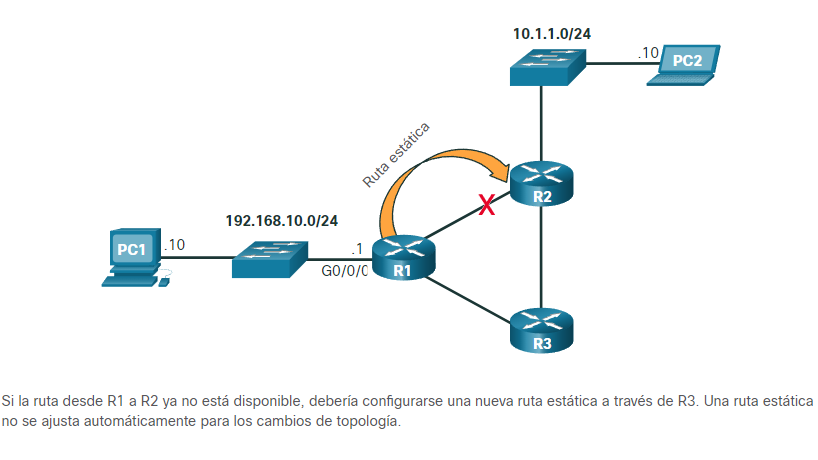 10.1.1.0/24
.10
PC2
Ruta estática
R2
X
192.168.10.0/24
PC1
.10
.1
G0/0/0
R1
R3
Si la ruta desde R1 a R2 ya no está disponible, debería configurarse una nueva ruta estática a través de R3. Una ruta estática
no se ajusta automáticamente para los cambios de topología.